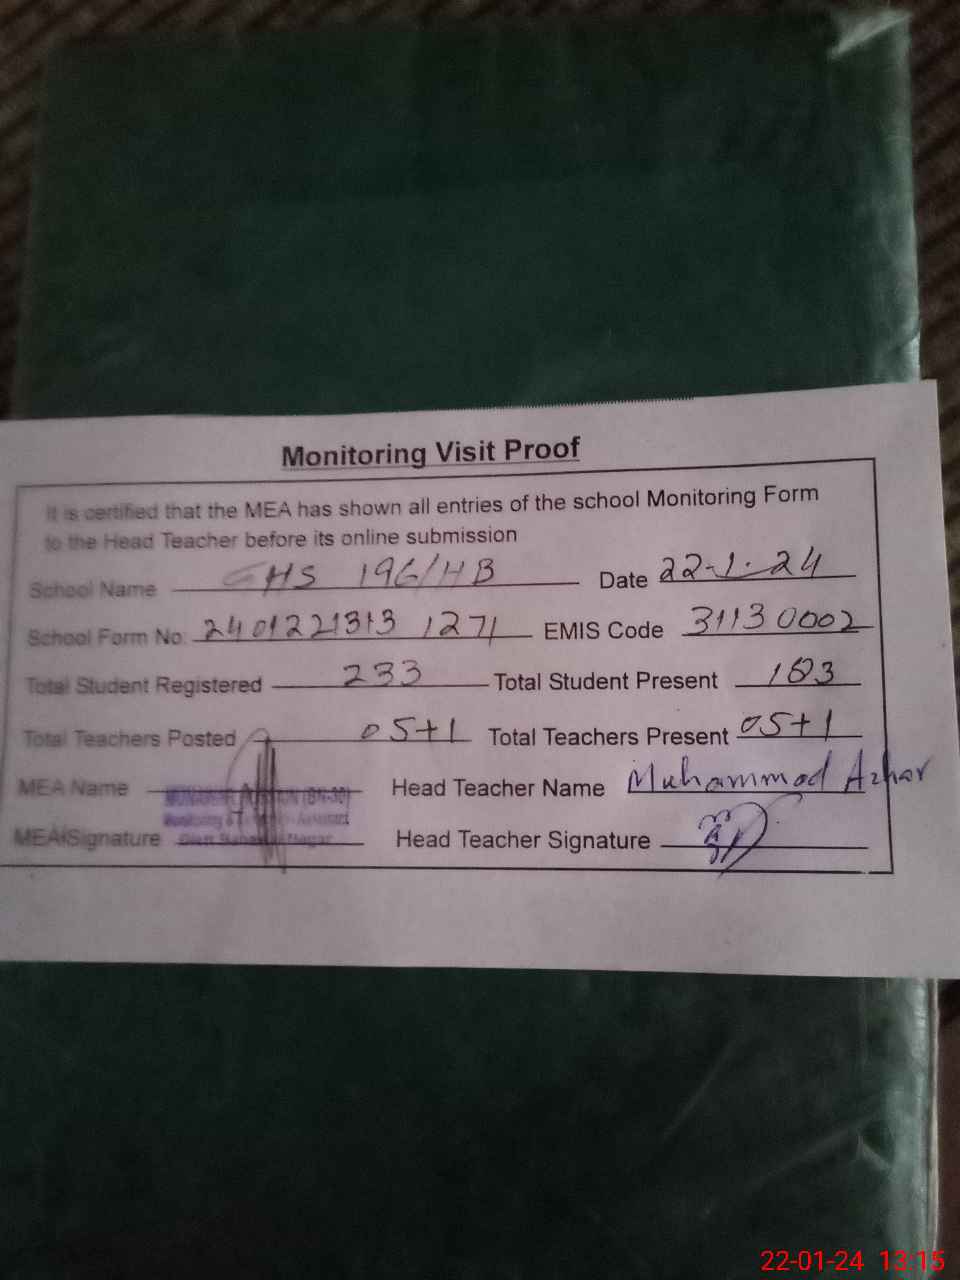 Monitoring Visit Proof
It is certified that the MEA has shown all entries of the school Monitoring Form
to the Head Teacher before its online submission
School Name GHS 196/HB Date 22-1-24
School Form No. 2401221313 1271 EMIS Code 31130002
Total Student Registered 233 Total Student Present 183
Total Teachers Posted 05+1 Total Teachers Present 05+1
MEA Name Head Teacher Name Muhammad Azhar
MEA Signature Head Teacher Signature
22-01-24 13:15